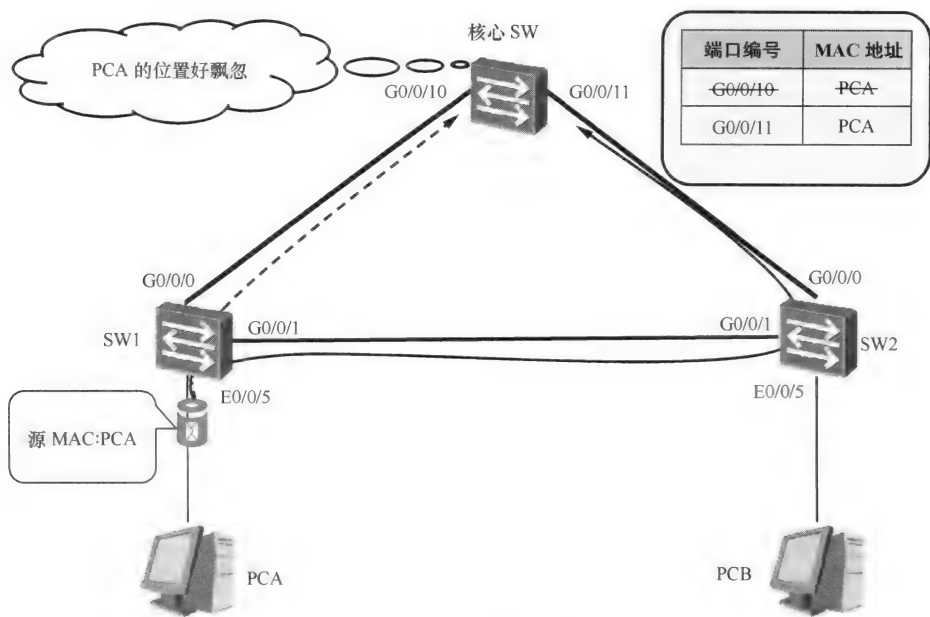 核心 SW
PCA 的位置好飘忽
端口编号 MAC 地址
G0/0/10 PCA
G0/0/11 PCA
G0/0/10 G0/0/11
G0/0/0 G0/0/0
SW1 G0/0/1 G0/0/1 SW2
E0/0/5 E0/0/5
源 MAC:PCA
PCA PCB